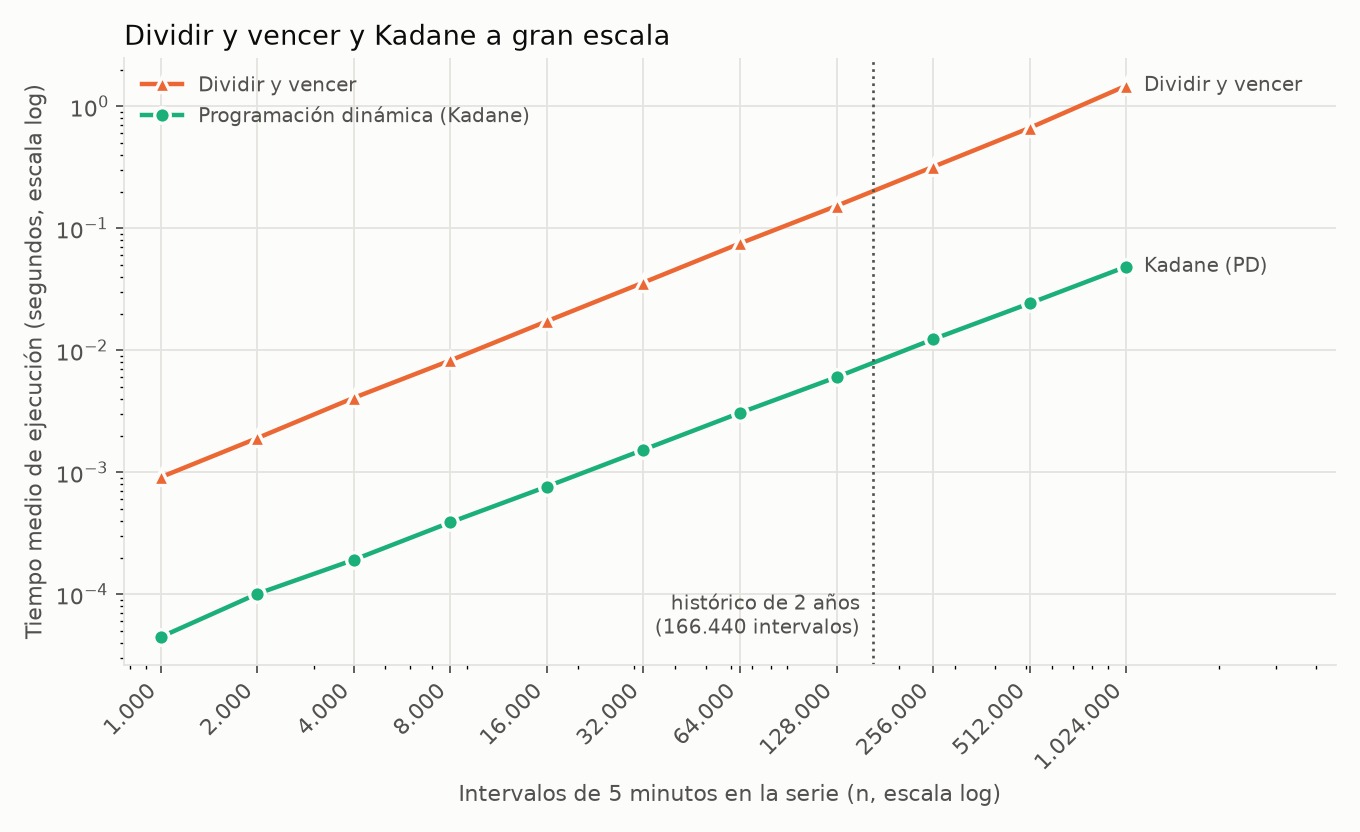 Dividir y vencer y Kadane a gran escala
Dividir y vencer
Programación dinámica (Kadane)
Dividir y vencer
Kadane (PD)
histórico de 2 años
(166.440 intervalos)
Tiempo medio de ejecución (segundos, escala log)
10⁰
10⁻¹
10⁻²
10⁻³
10⁻⁴
1.000
2.000
4.000
8.000
16.000
32.000
64.000
128.000
256.000
512.000
1.024.000
Intervalos de 5 minutos en la serie (n, escala log)